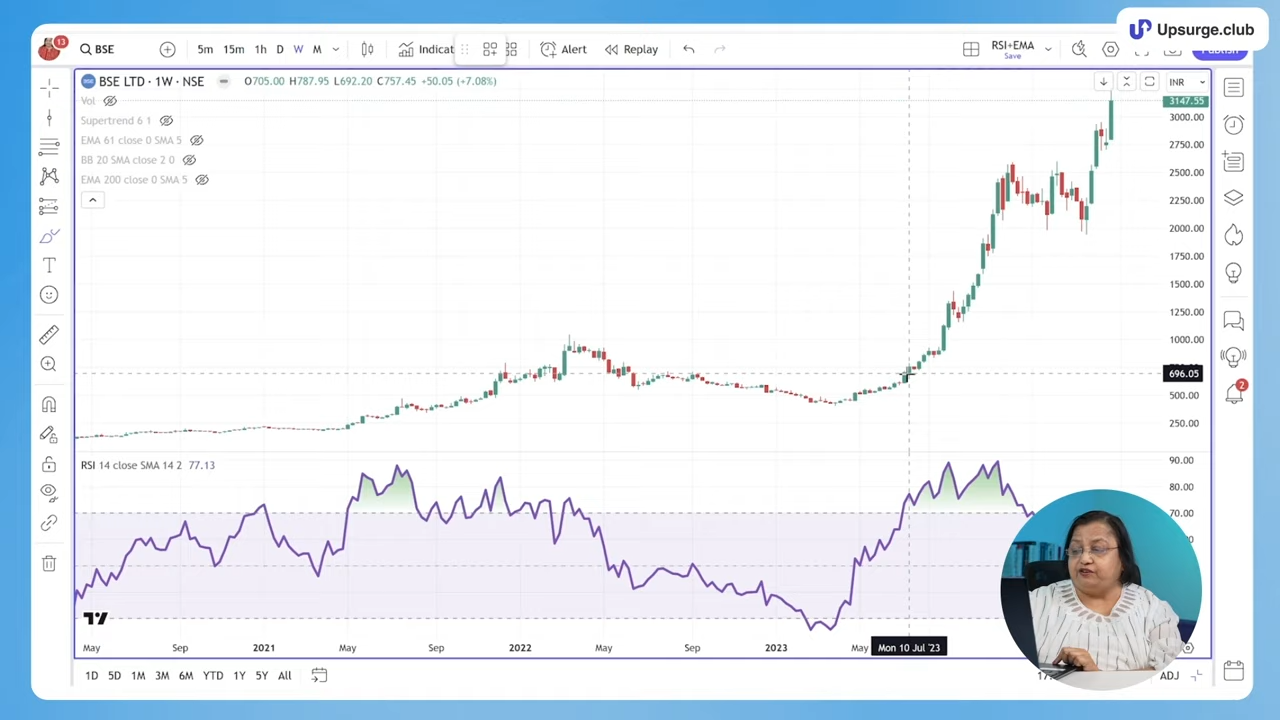 Upsurge.club
13
BSE
5m 15m 1h D W M
Indicat
Alert
Replay
RSI+EMA
Save
BSE LTD · 1W · NSE
O705.00 H787.95 L692.20 C757.45 +50.05 (+7.08%)
INR
Vol
Supertrend 6 1
EMA 61 close 0 SMA 5
BB 20 SMA close 2 0
EMA 200 close 0 SMA 5
3147.55
3000.00
2750.00
2500.00
2250.00
2000.00
1750.00
1500.00
1250.00
1000.00
696.05
500.00
250.00
2
RSI 14 close SMA 14 2 77.13
90.00
80.00
70.00
May Sep 2021 May Sep 2022 May Sep 2023 May Mon 10 Jul '23
1D 5D 1M 3M 6M YTD 1Y 5Y All
ADJ